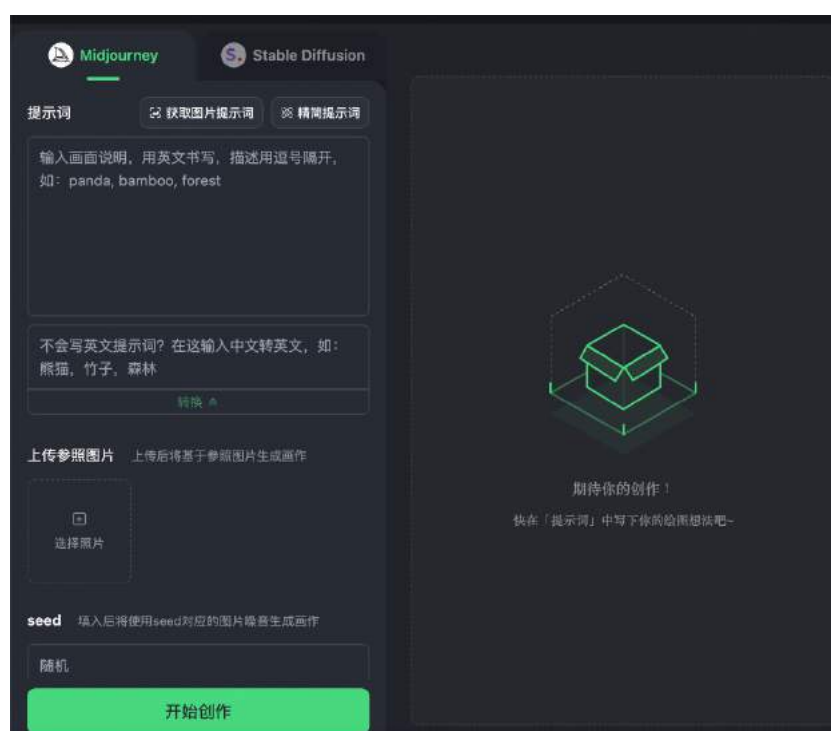 Midjourney
S. Stable Diffusion
提示词
获取图片提示词
精简提示词
输入画面说明，用英文书写，描述用逗号隔开，
如：panda, bamboo, forest
不会写英文提示词？在这输入中文转英文，如：
熊猫，竹子，森林
转换
上传参照图片 上传后将基于参照图片生成画作
选择照片
seed 填入后将使用seed对应的图片噪音生成画作
随机
开始创作
期待你的创作！
快在「提示词」中写下你的绘图想法吧~